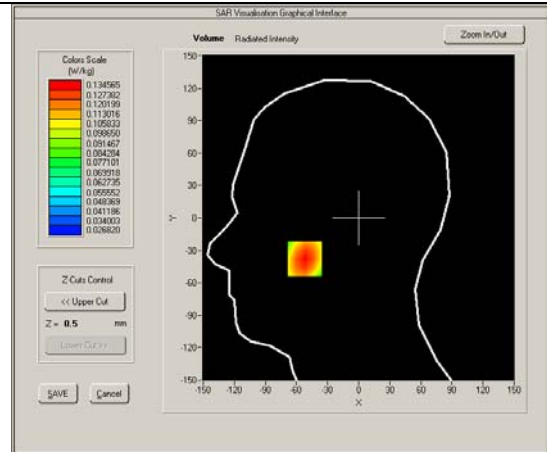 SAR Visualisation Graphical Interface
Volume Radiated Intensity
Zoom In/Out
Colors Scale
(W/kg)
0.134565
0.127382
0.120199
0.113016
0.105833
0.098650
0.091467
0.084284
0.077101
0.069918
0.062735
0.055552
0.048369
0.041186
0.034003
0.026820
Z Cuts Control
<< Upper Cut
Z = 0.5 mm
Lower Cut >>
SAVE Cancel
150-
120-
90-
60-
30-
0-
-30-
-60-
-90-
-120-
-150-
Y
-150 -120 -90 -60 -30 0 30 60 90 120 150
X